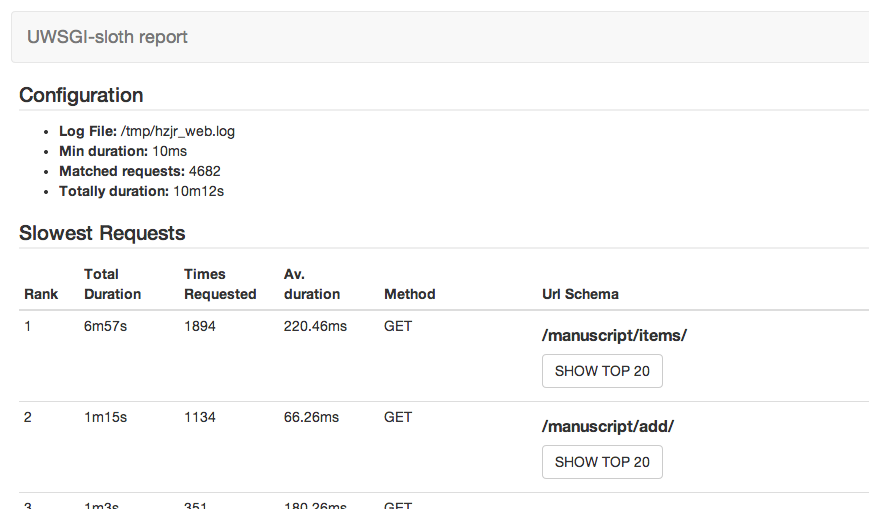 UWSGI-sloth report
Configuration
• Log File: /tmp/hzjr_web.log
• Min duration: 10ms
• Matched requests: 4682
• Totally duration: 10m12s
Slowest Requests
Rank Total Duration Times Requested Av. duration Method Url Schema
1 6m57s 1894 220.46ms GET /manuscript/items/
SHOW TOP 20
2 1m15s 1134 66.26ms GET /manuscript/add/
SHOW TOP 20
3 1m3s 351 180.26ms GET